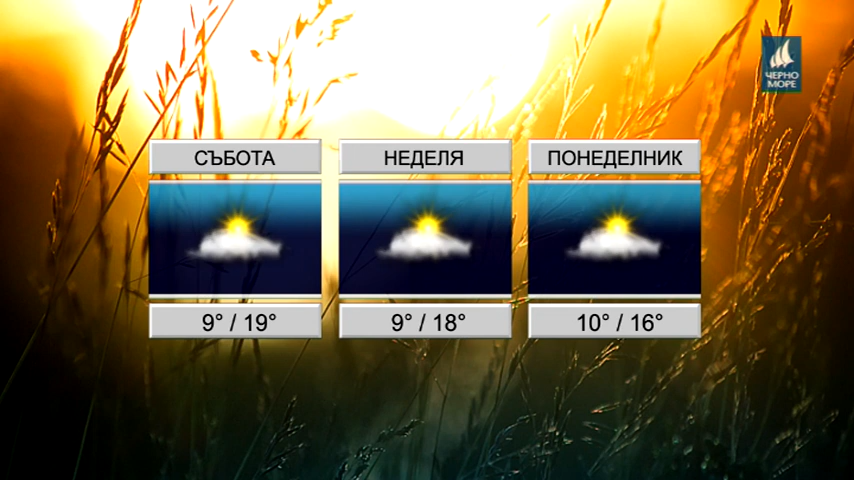 ЧЕРНО
МОРЕ
СЪБОТА
НЕДЕЛЯ
ПОНЕДЕЛНИК
9° / 19°
9° / 18°
10° / 16°